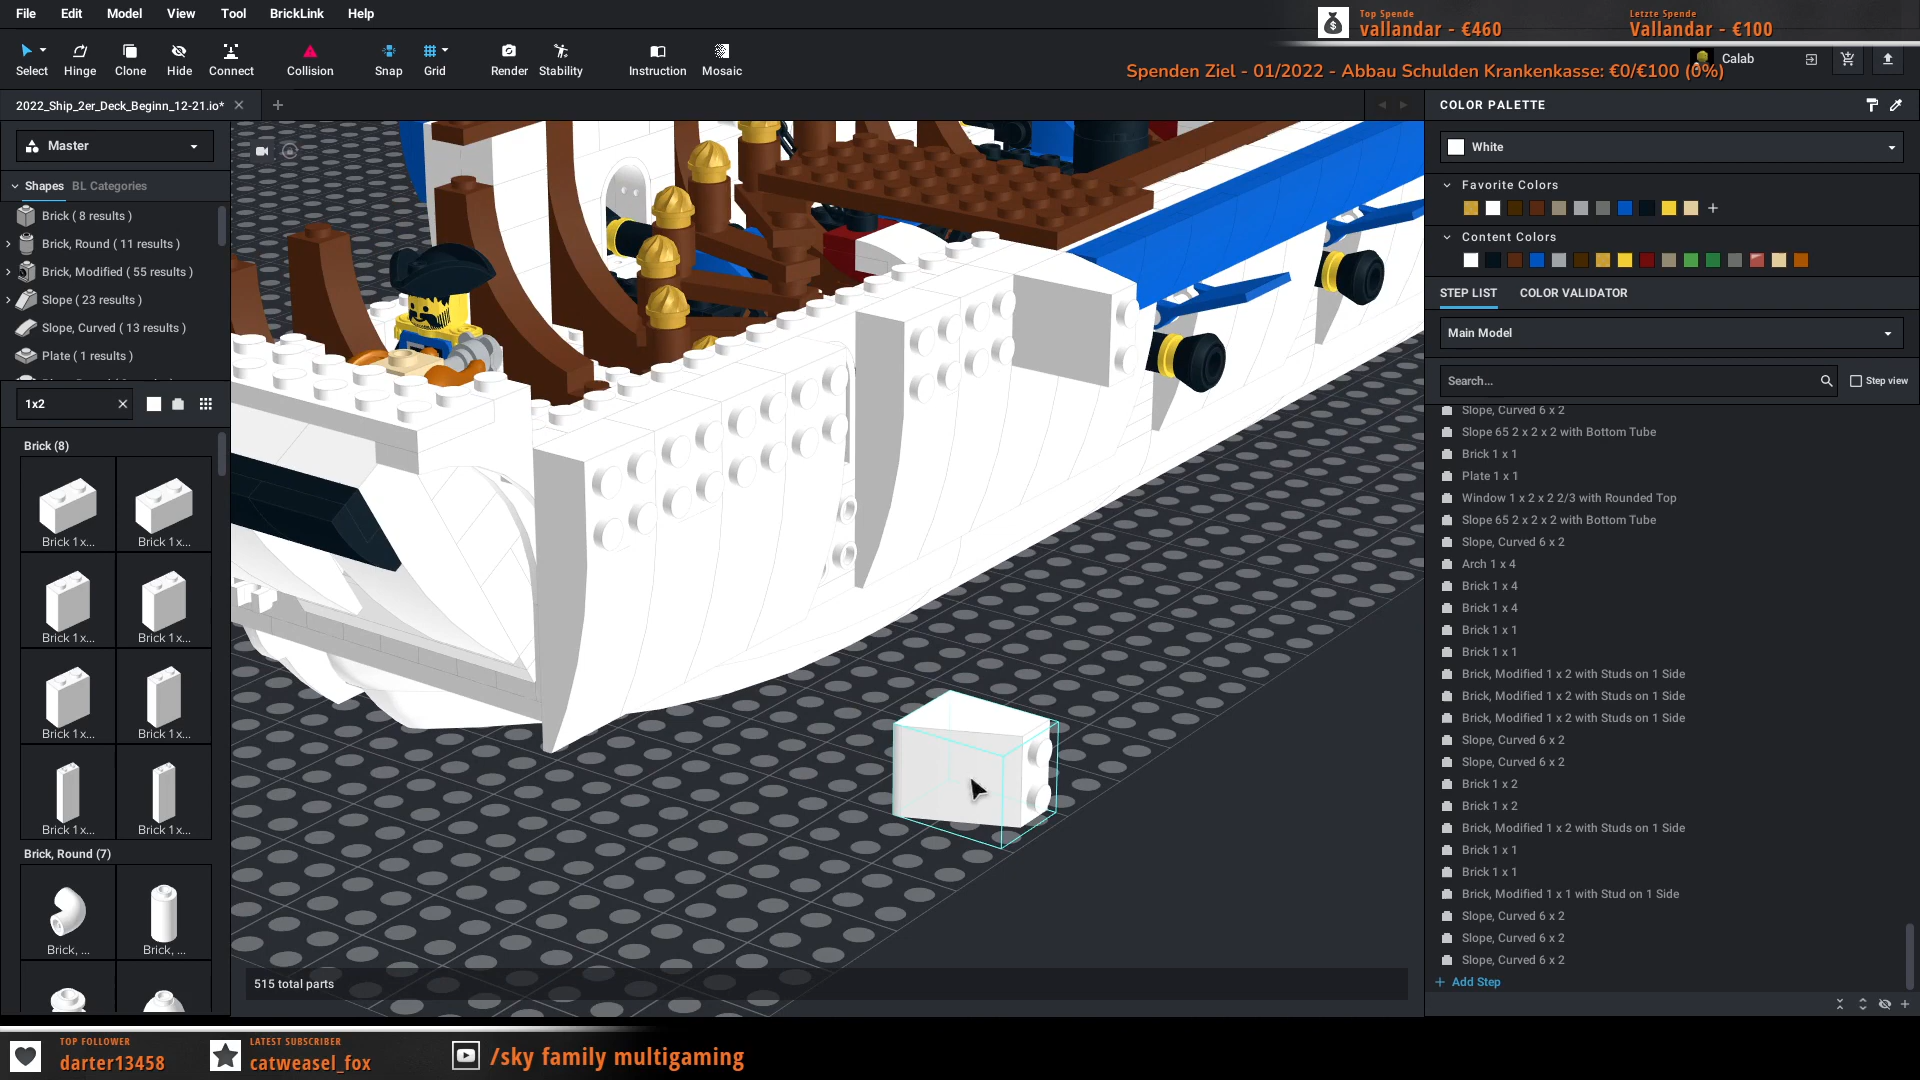 File Edit Model View Tool BrickLink Help
Top Spende
vallandar - €460
Letzte Spende
Vallandar - €100
Select Hinge Clone Hide Connect Collision Snap Grid Render Stability Instruction Mosaic
Spenden Ziel - 01/2022 - Abbau Schulden Krankenkasse: €0/€100 (0%)
Calab
2022_Ship_2er_Deck_Beginn_12-21.io*
COLOR PALETTE
Master
White
Shapes BL Categories
Favorite Colors
Brick ( 8 results )
Brick, Round ( 11 results )
Brick, Modified ( 55 results )
Slope ( 23 results )
Slope, Curved ( 13 results )
Plate ( 1 results )
Content Colors
STEP LIST COLOR VALIDATOR
Main Model
Search...
Step view
1x2
Brick (8)
Brick 1x... Brick 1x...
Brick 1x... Brick 1x...
Brick 1x... Brick 1x...
Brick 1x... Brick 1x...
Brick, Round (7)
Brick, ... Brick, ...
Slope, Curved 6 x 2
Slope 65 2 x 2 x 2 with Bottom Tube
Brick 1 x 1
Plate 1 x 1
Window 1 x 2 x 2 2/3 with Rounded Top
Slope 65 2 x 2 x 2 with Bottom Tube
Slope, Curved 6 x 2
Arch 1 x 4
Brick 1 x 4
Brick 1 x 4
Brick 1 x 1
Brick 1 x 1
Brick, Modified 1 x 2 with Studs on 1 Side
Brick, Modified 1 x 2 with Studs on 1 Side
Brick, Modified 1 x 2 with Studs on 1 Side
Slope, Curved 6 x 2
Slope, Curved 6 x 2
Brick 1 x 2
Brick 1 x 2
Brick, Modified 1 x 2 with Studs on 1 Side
Brick 1 x 1
Brick 1 x 1
Brick, Modified 1 x 1 with Stud on 1 Side
Slope, Curved 6 x 2
Slope, Curved 6 x 2
Slope, Curved 6 x 2
Add Step
515 total parts
TOP FOLLOWER
darter13458
LATEST SUBSCRIBER
catweasel_fox
/sky family multigaming